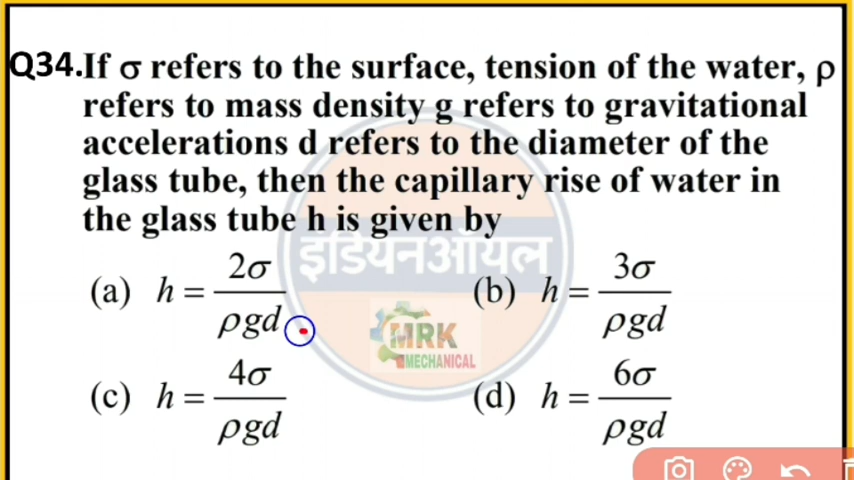 Q34.If σ refers to the surface, tension of the water, ρ
refers to mass density g refers to gravitational
accelerations d refers to the diameter of the
glass tube, then the capillary rise of water in
the glass tube h is given by
इंडियनऑयल
(a) h = 2σ / ρgd
(b) h = 3σ / ρgd
MRK
MECHANICAL
(c) h = 4σ / ρgd
(d) h = 6σ / ρgd